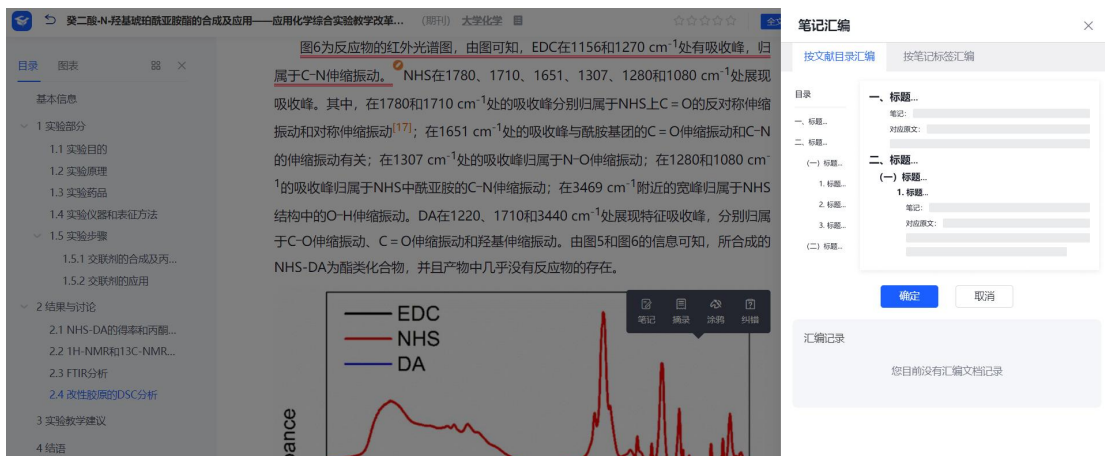 癸二酸-N-羟基琥珀酰亚胺酯的合成及应用——应用化学综合实验教学改革... (期刊) 大学化学
全文
目录 图表
基本信息
1 实验部分
1.1 实验目的
1.2 实验原理
1.3 实验药品
1.4 实验仪器和表征方法
1.5 实验步骤
1.5.1 交联剂的合成及丙...
1.5.2 交联剂的应用
2 结果与讨论
2.1 NHS-DA的得率和丙酮...
2.2 1H-NMR和13C-NMR...
2.3 FTIR分析
2.4 改性胶原的DSC分析
3 实验教学建议
4 结语
图6为反应物的红外光谱图，由图可知，EDC在1156和1270 cm⁻¹处有吸收峰，归
属于C−N伸缩振动。 NHS在1780、1710、1651、1307、1280和1080 cm⁻¹处展现
吸收峰。其中，在1780和1710 cm⁻¹处的吸收峰分别归属于NHS上C = O的反对称伸缩
振动和对称伸缩振动[17]；在1651 cm⁻¹处的吸收峰与酰胺基团的C = O伸缩振动和C−N
的伸缩振动有关；在1307 cm⁻¹处的吸收峰归属于N−O伸缩振动；在1280和1080 cm⁻
¹的吸收峰归属于NHS中酰亚胺的C−N伸缩振动；在3469 cm⁻¹附近的宽峰归属于NHS
结构中的O−H伸缩振动。DA在1220、1710和3440 cm⁻¹处展现特征吸收峰，分别归属
于C−O伸缩振动、C = O伸缩振动和羟基伸缩振动。由图5和图6的信息可知，所合成的
NHS-DA为酯类化合物，并且产物中几乎没有反应物的存在。
笔记 摘录 涂鸦 纠错
EDC
NHS
DA
bance
笔记汇编
按文献目录汇编 按笔记标签汇编
目录
一、标题...
二、标题...
（一）标题...
1. 标题...
2. 标题...
3. 标题...
（二）标题...
一、标题...
笔记：
对应原文：
二、标题...
（一）标题...
1. 标题...
笔记：
对应原文：
确定 取消
汇编记录
您目前没有汇编文档记录